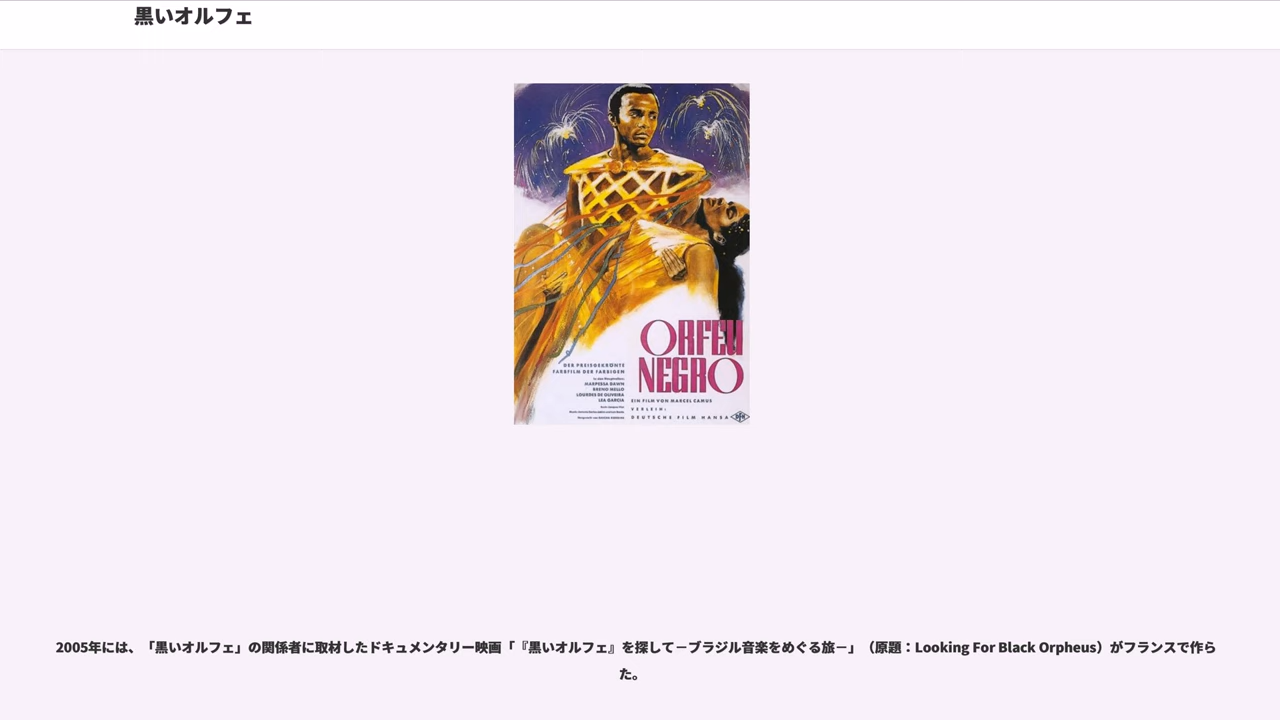 黒いオルフェ
ORFEU
NEGRO
DER PREISGEKRÖNTE
FARBFILM DER FARBIGEN
MARPESSA DAWN
BRENO MELLO
LOURDES DE OLIVEIRA
LEA GARCIA
EIN FILM VON MARCEL CAMUS
VERLEIH:
DEUTSCHE FILM HANSA
2005年には、「黒いオルフェ」の関係者に取材したドキュメンタリー映画「『黒いオルフェ』を探して－ブラジル音楽をめぐる旅－」（原題：Looking For Black Orpheus）がフランスで作ら
た。